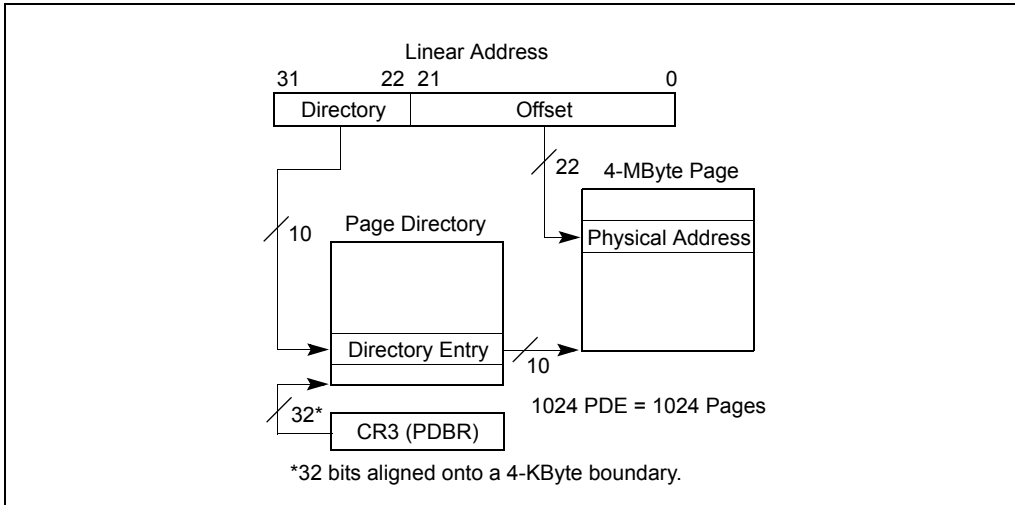 Linear Address
31 22 21 0
Directory Offset
22 4-MByte Page
10 Page Directory Physical Address
Directory Entry
10
32* 1024 PDE = 1024 Pages
CR3 (PDBR)
*32 bits aligned onto a 4-KByte boundary.